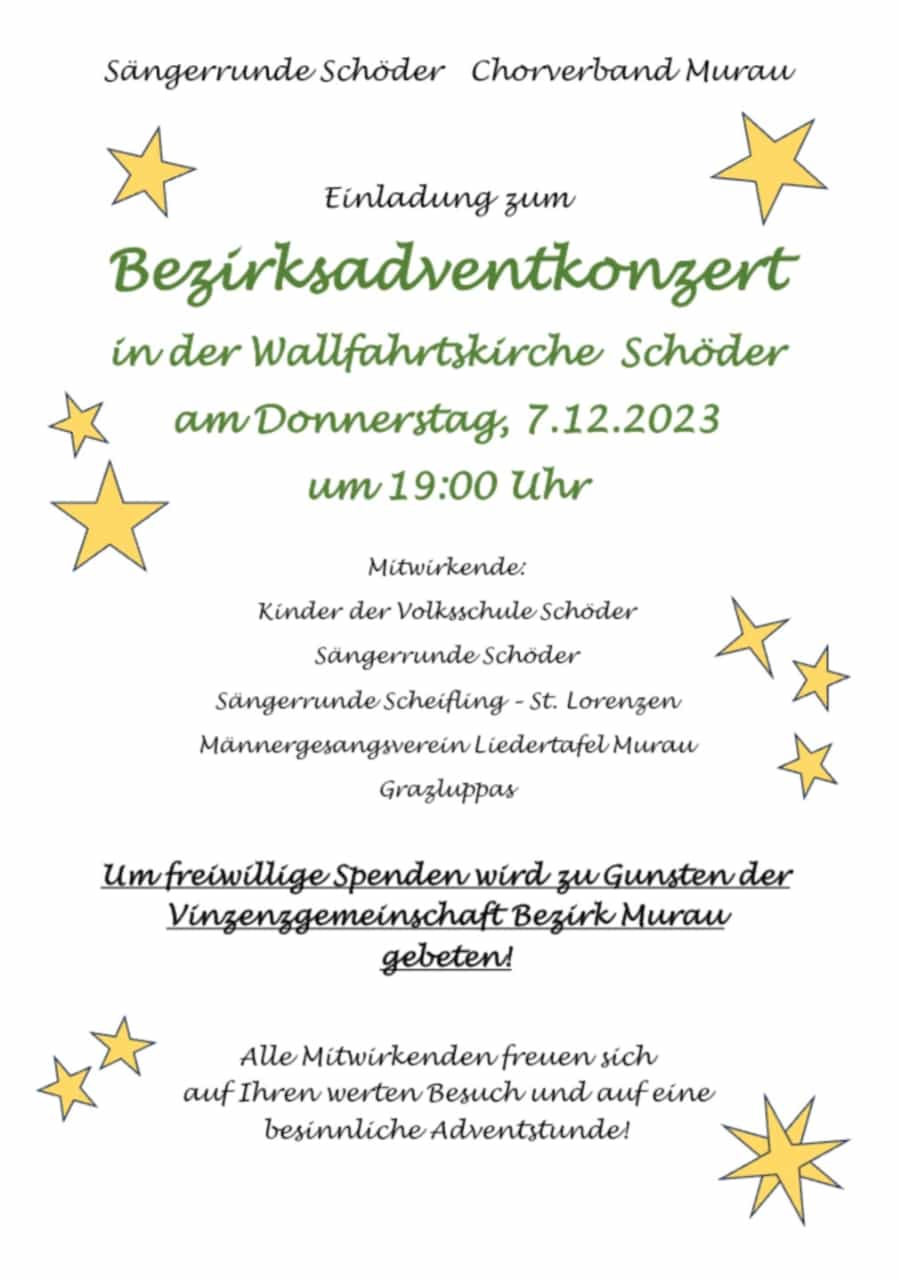 Sängerrunde Schöder Chorverband Murau
Einladung zum
Bezirksadventkonzert
in der Wallfahrtskirche Schöder
am Donnerstag, 7.12.2023
um 19:00 Uhr
Mitwirkende:
Kinder der Volksschule Schöder
Sängerrunde Schöder
Sängerrunde Scheifling – St. Lorenzen
Männergesangsverein Liedertafel Murau
Grazluppas
Um freiwillige Spenden wird zu Gunsten der
Vinzenzgemeinschaft Bezirk Murau
gebeten!
Alle Mitwirkenden freuen sich
auf Ihren werten Besuch und auf eine
besinnliche Adventstunde!